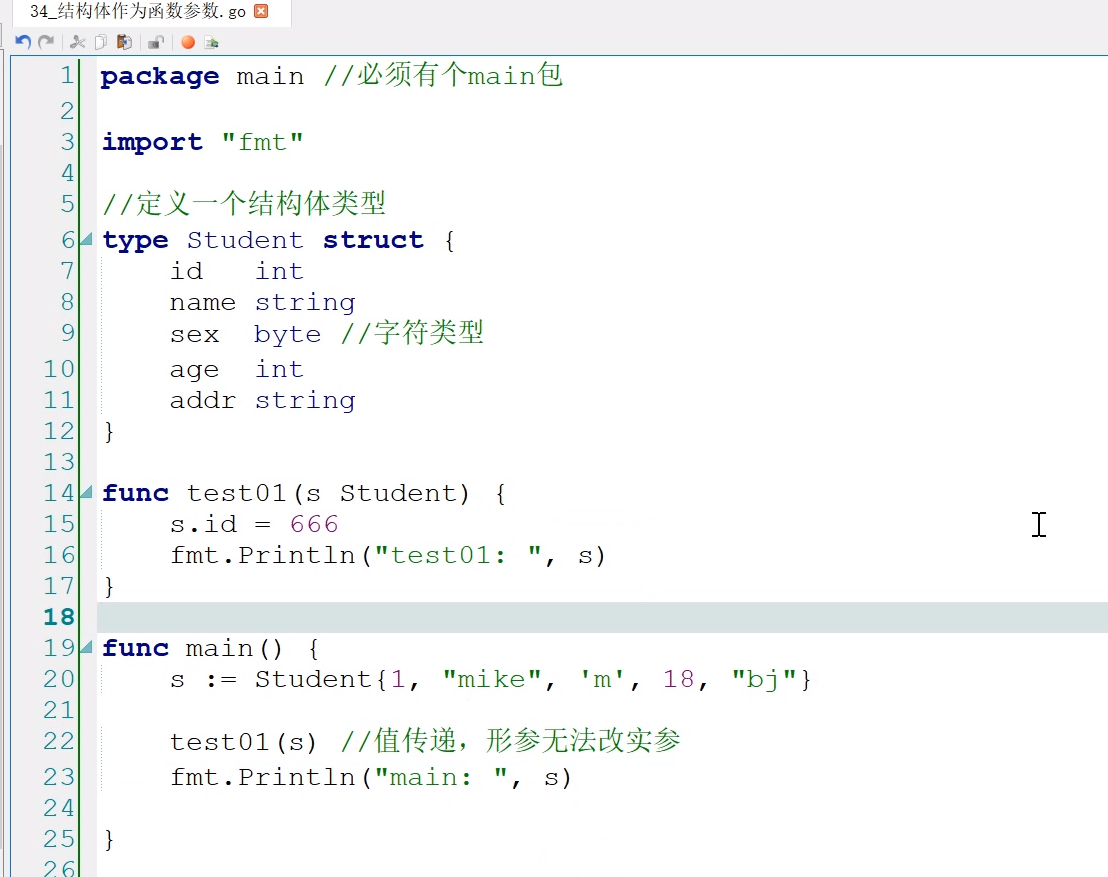 34_结构体作为函数参数.go
1 package main //必须有个main包
2
3 import "fmt"
4
5 //定义一个结构体类型
6 type Student struct {
7     id   int
8     name string
9     sex  byte //字符类型
10     age  int
11     addr string
12 }
13
14 func test01(s Student) {
15     s.id = 666
16     fmt.Println("test01: ", s)
17 }
18
19 func main() {
20     s := Student{1, "mike", 'm', 18, "bj"}
21
22     test01(s) //值传递，形参无法改实参
23     fmt.Println("main: ", s)
24
25 }
26